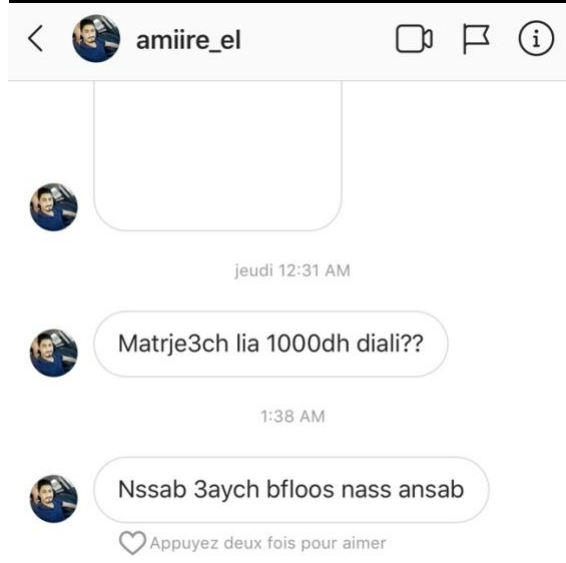 amiire_el
jeudi 12:31 AM
Matrje3ch lia 1000dh diali??
1:38 AM
Nssab 3aych bfloos nass ansab
Appuyez deux fois pour aimer